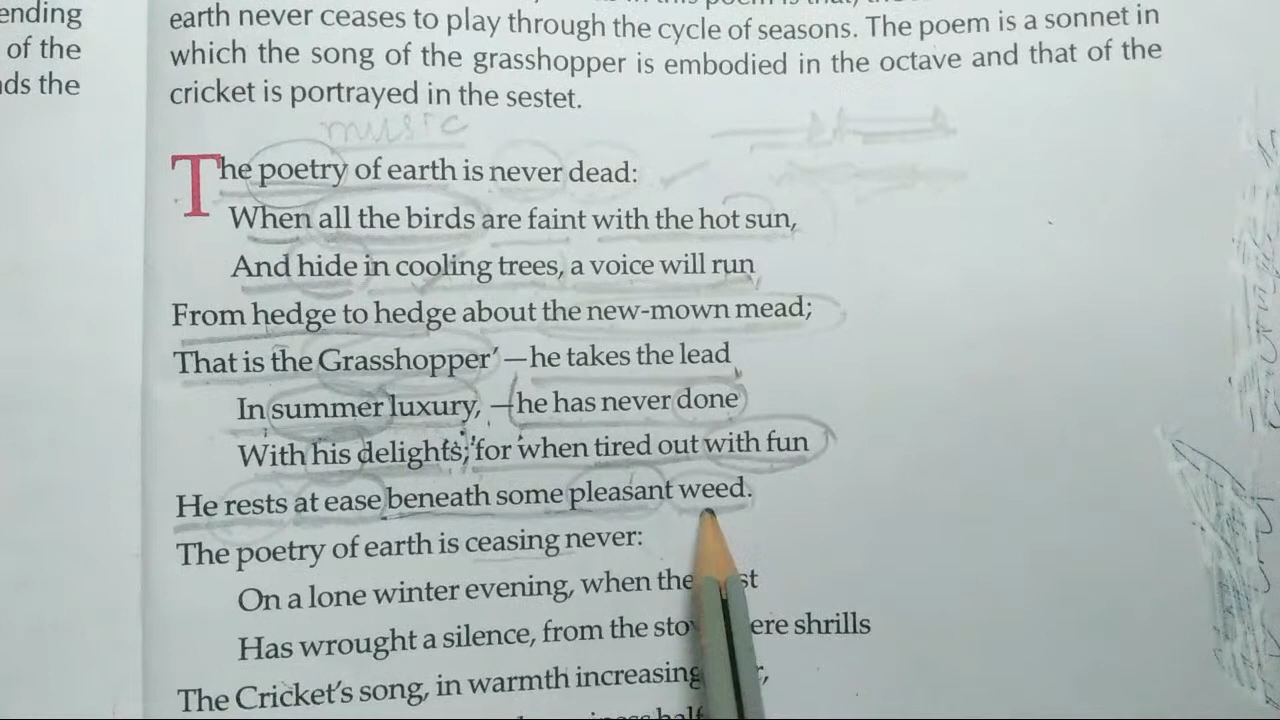 ending
of the
ds the
earth never ceases to play through the cycle of seasons. The poem is a sonnet in
which the song of the grasshopper is embodied in the octave and that of the
cricket is portrayed in the sestet.
music
The poetry of earth is never dead:
When all the birds are faint with the hot sun,
And hide in cooling trees, a voice will run
From hedge to hedge about the new-mown mead;
That is the Grasshopper’—he takes the lead
In summer luxury, —he has never done
With his delights; for when tired out with fun
He rests at ease beneath some pleasant weed.
The poetry of earth is ceasing never:
On a lone winter evening, when the st
Has wrought a silence, from the sto ere shrills
The Cricket’s song, in warmth increasing